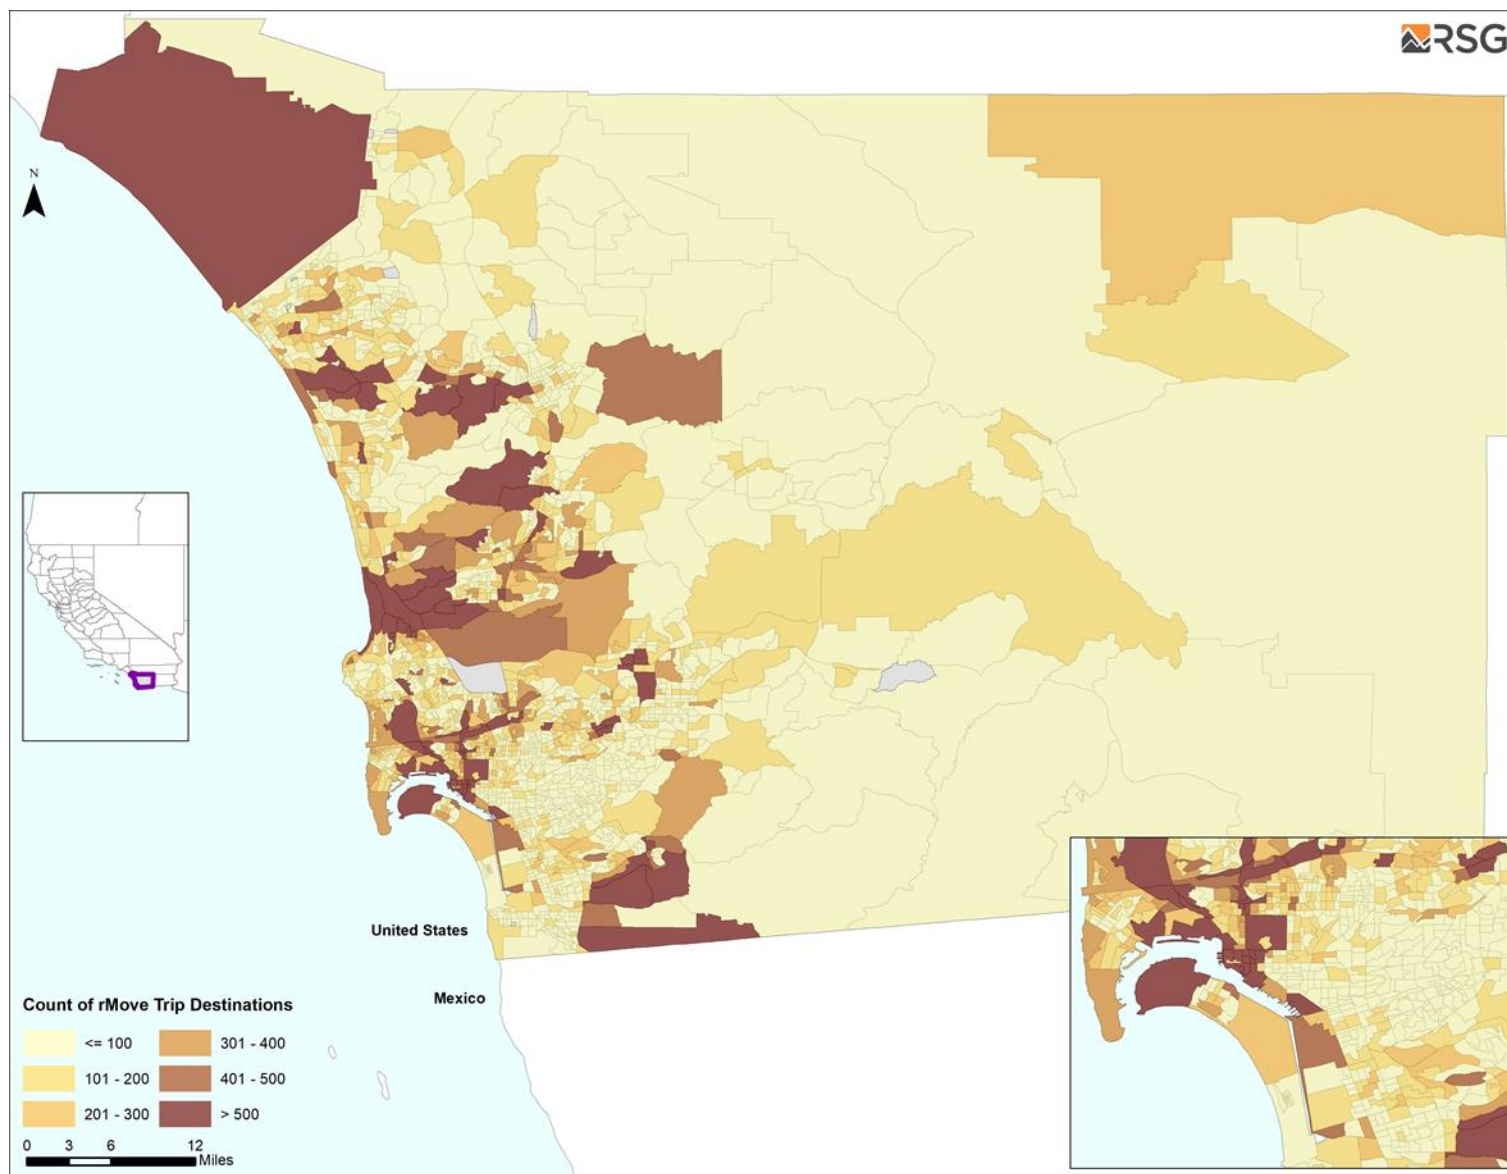 RSG
N
United States
Mexico
Count of rMove Trip Destinations
<= 100
301 - 400
101 - 200
401 - 500
201 - 300
> 500
0 3 6 12
Miles